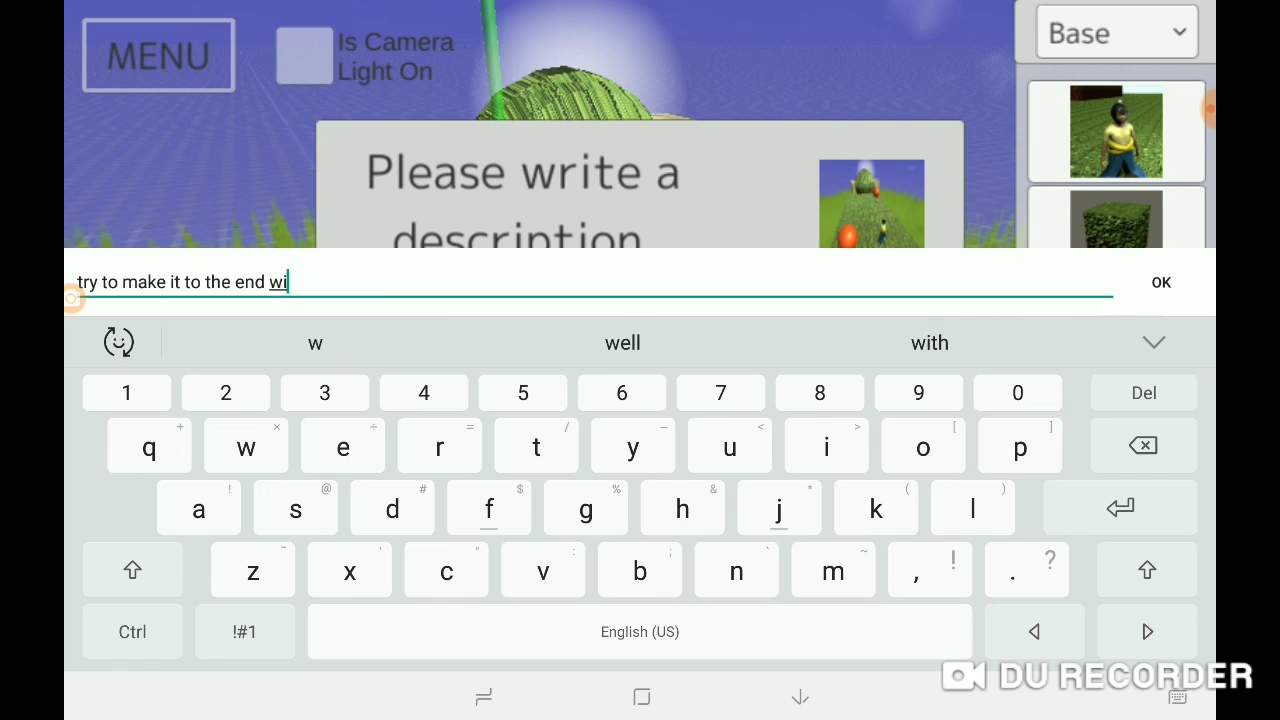 MENU
Is Camera
Light On
Base
Please write a
description
try to make it to the end wi
OK
w well with
1 2 3 4 5 6 7 8 9 0 Del
+ × ÷ = / – < > [ ]
q w e r t y u i o p
! @ # $ % & * ( )
a s d f g h j k l
- ' " : ; ` ~ ! ?
z x c v b n m , .
Ctrl !#1 English (US)
DU RECORDER